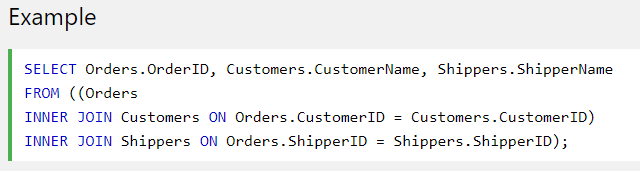 Example
SELECT Orders.OrderID, Customers.CustomerName, Shippers.ShipperName
FROM ((Orders
INNER JOIN Customers ON Orders.CustomerID = Customers.CustomerID)
INNER JOIN Shippers ON Orders.ShipperID = Shippers.ShipperID);